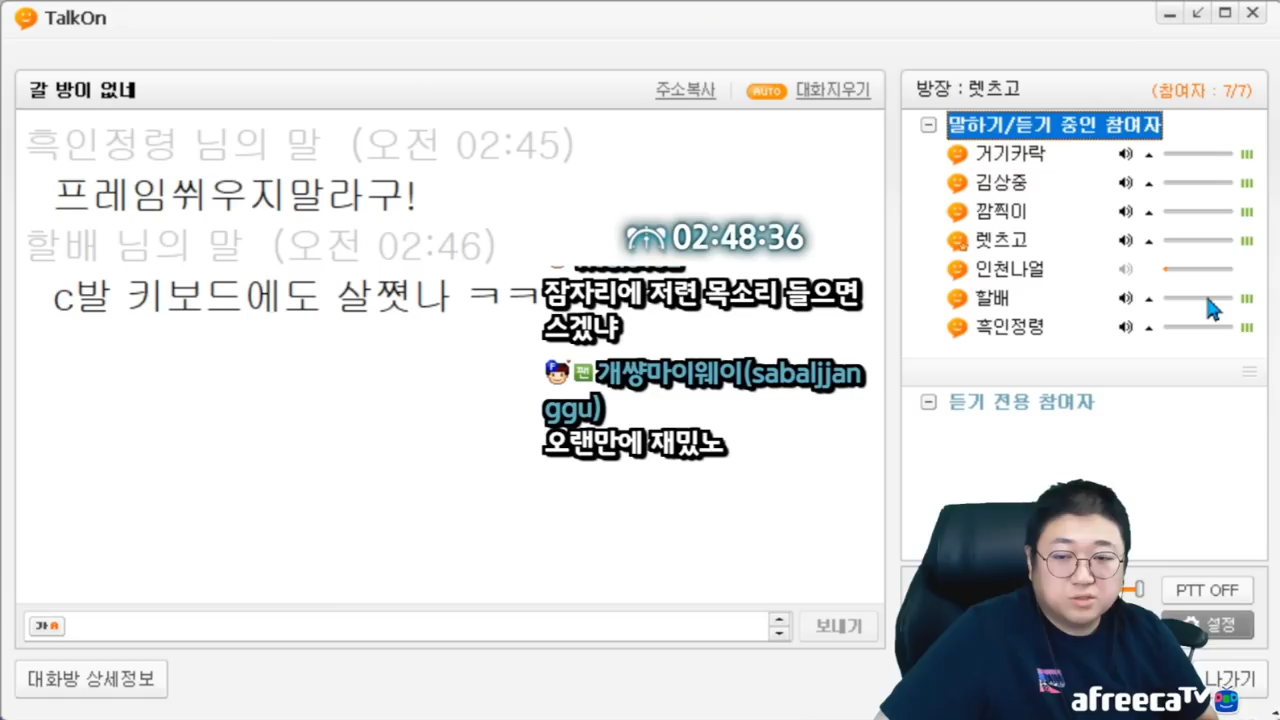 TalkOn
갈 방이 없네
주소복사
AUTO
대화지우기
흑인정령 님의 말 (오전 02:45)
프레임쒸우지말라구!
할배 님의 말 (오전 02:46)
c발 키보드에도 살쪗나 ㅋㅋ
02:48:36
잠자리에 저련 목소리 들으면
스겠냐
팬 개썅마이웨이(sabaljjan
ggu)
오랜만에 재밌노
가A
보내기
대화방 상세정보
방장 : 렛츠고
(참여자 : 7/7)
말하기/듣기 중인 참여자
거기카락
김상중
깜찍이
렛츠고
인천나얼
할배
흑인정령
듣기 전용 참여자
PTT OFF
설정
나가기
afreecaTV